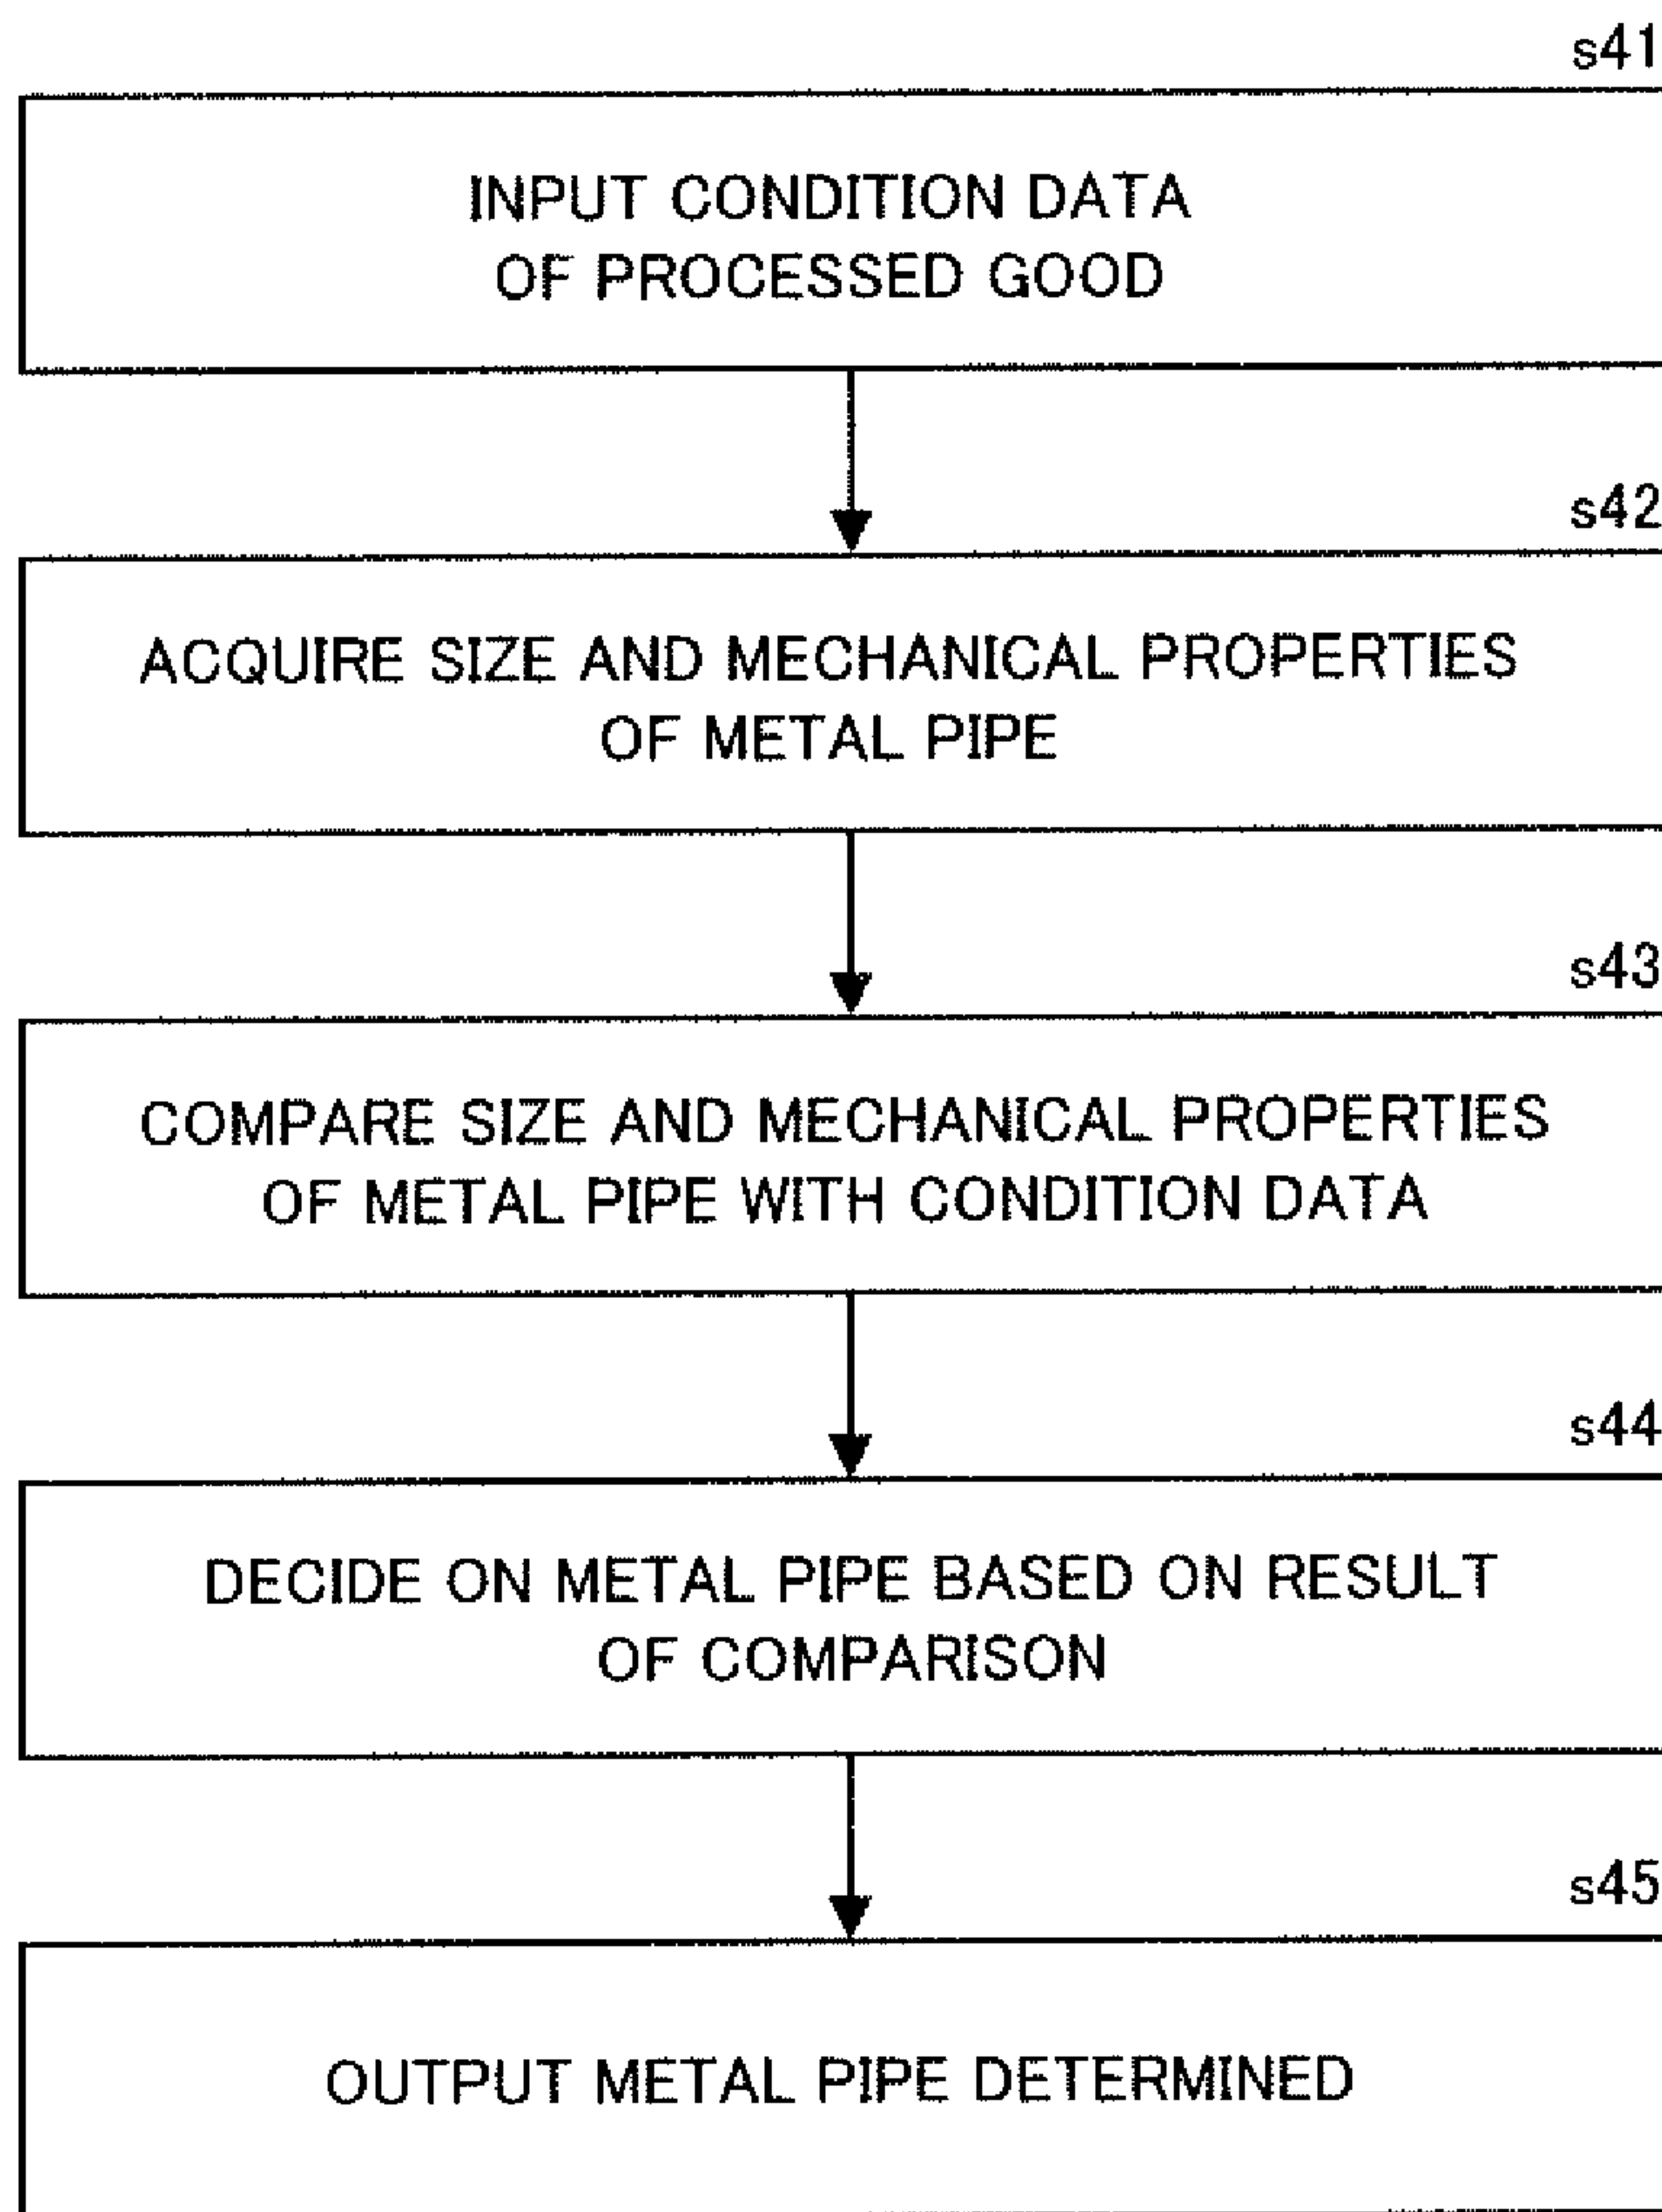 s41
INPUT CONDITION DATA
OF PROCESSED GOOD
s42
ACQUIRE SIZE AND MECHANICAL PROPERTIES
OF METAL PIPE
s43
COMPARE SIZE AND MECHANICAL PROPERTIES
OF METAL PIPE WITH CONDITION DATA
s44
DECIDE ON METAL PIPE BASED ON RESULT
OF COMPARISON
s45
OUTPUT METAL PIPE DETERMINED